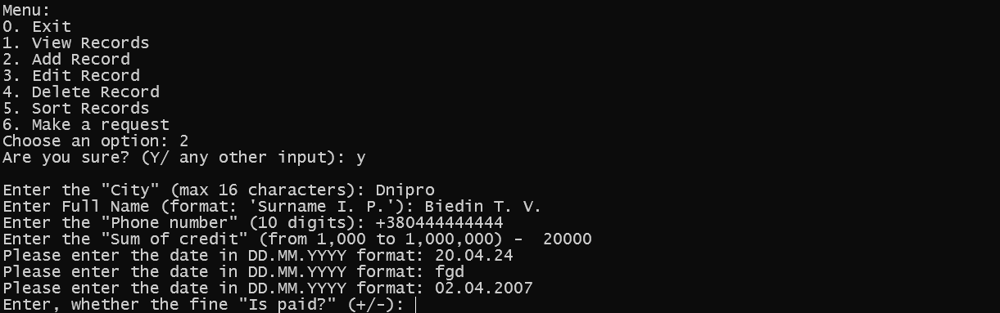 Menu:
0. Exit
1. View Records
2. Add Record
3. Edit Record
4. Delete Record
5. Sort Records
6. Make a request
Choose an option: 2
Are you sure? (Y/ any other input): y
Enter the "City" (max 16 characters): Dnipro
Enter Full Name (format: 'Surname I. P.'): Biedin T. V.
Enter the "Phone number" (10 digits): +380444444444
Enter the "Sum of credit" (from 1,000 to 1,000,000) -  20000
Please enter the date in DD.MM.YYYY format: 20.04.24
Please enter the date in DD.MM.YYYY format: fgd
Please enter the date in DD.MM.YYYY format: 02.04.2007
Enter, whether the fine "Is paid?" (+/-):